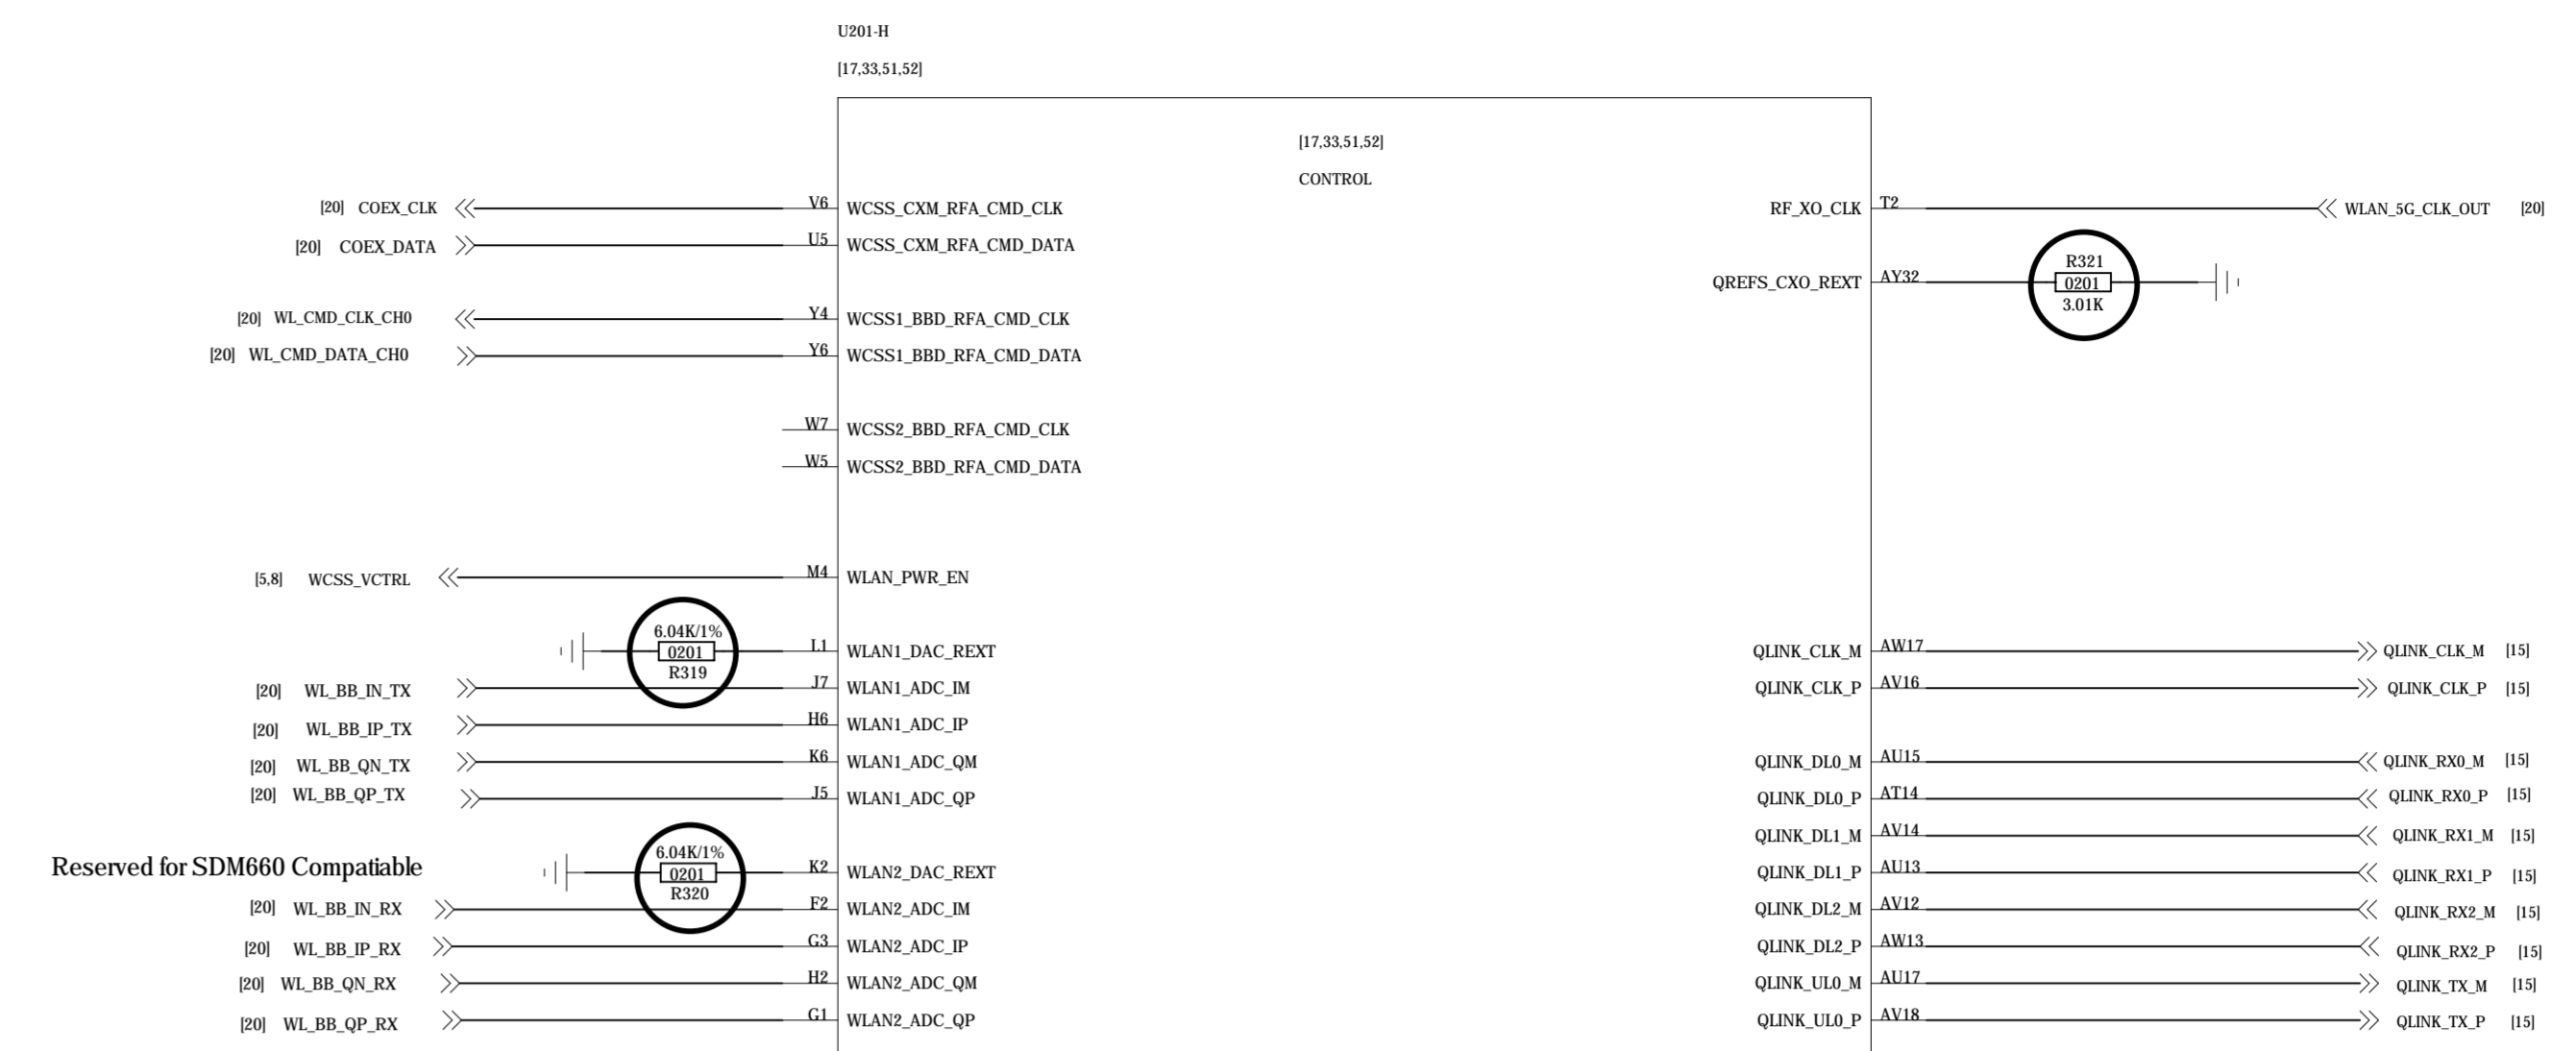 U201-H
[17,33,51,52]
[17,33,51,52]
CONTROL
[20] COEX_CLK V6 WCSS_CXM_RFA_CMD_CLK RF_XO_CLK T2 WLAN_5G_CLK_OUT [20]
[20] COEX_DATA U5 WCSS_CXM_RFA_CMD_DATA
R321
QREFS_CXO_REXT AY32 0201
3.01K
[20] WL_CMD_CLK_CH0 Y4 WCSS1_BBD_RFA_CMD_CLK
[20] WL_CMD_DATA_CH0 Y6 WCSS1_BBD_RFA_CMD_DATA
W7 WCSS2_BBD_RFA_CMD_CLK
W5 WCSS2_BBD_RFA_CMD_DATA
[5,8] WCSS_VCTRL M4 WLAN_PWR_EN
6.04K/1%
0201 L1 WLAN1_DAC_REXT QLINK_CLK_M AW17 QLINK_CLK_M [15]
R319
[20] WL_BB_IN_TX J7 WLAN1_ADC_IM QLINK_CLK_P AV16 QLINK_CLK_P [15]
[20] WL_BB_IP_TX H6 WLAN1_ADC_IP
[20] WL_BB_QN_TX K6 WLAN1_ADC_QM QLINK_DL0_M AU15 QLINK_RX0_M [15]
[20] WL_BB_QP_TX J5 WLAN1_ADC_QP QLINK_DL0_P AT14 QLINK_RX0_P [15]
QLINK_DL1_M AV14 QLINK_RX1_M [15]
6.04K/1%
Reserved for SDM660 Compatiable 0201 K2 WLAN2_DAC_REXT QLINK_DL1_P AU13 QLINK_RX1_P [15]
R320
[20] WL_BB_IN_RX F2 WLAN2_ADC_IM QLINK_DL2_M AV12 QLINK_RX2_M [15]
[20] WL_BB_IP_RX G3 WLAN2_ADC_IP QLINK_DL2_P AW13 QLINK_RX2_P [15]
[20] WL_BB_QN_RX H2 WLAN2_ADC_QM QLINK_UL0_M AU17 QLINK_TX_M [15]
[20] WL_BB_QP_RX G1 WLAN2_ADC_QP QLINK_UL0_P AV18 QLINK_TX_P [15]